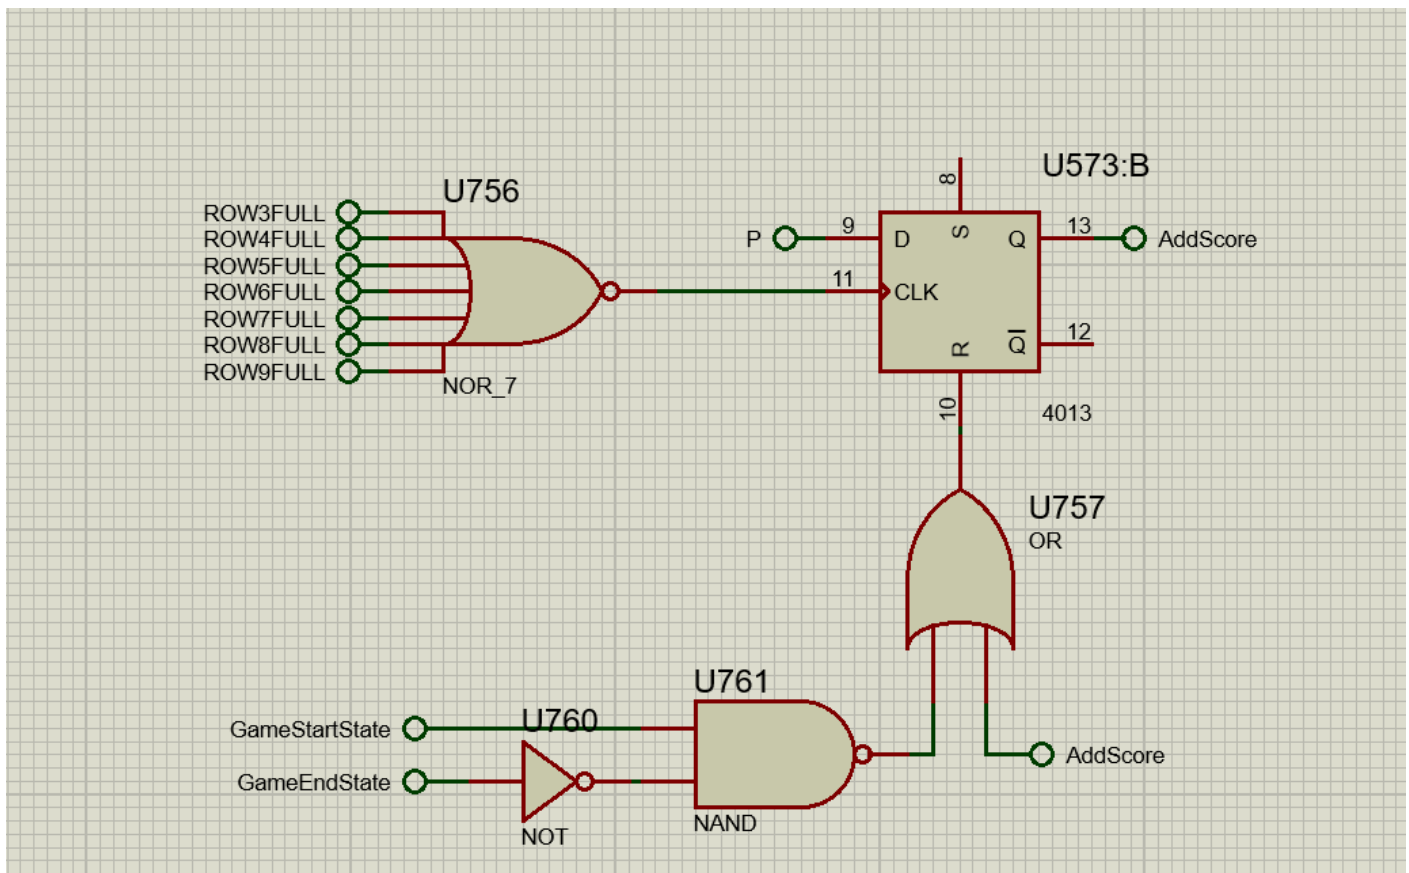 U756
ROW3FULL
ROW4FULL
ROW5FULL
ROW6FULL
ROW7FULL
ROW8FULL
ROW9FULL
NOR_7
U573:B
8
P
9
D
S
Q
13
AddScore
11
CLK
R
Q
12
10
4013
U757
OR
U761
GameStartState
U760
GameEndState
NOT
NAND
AddScore